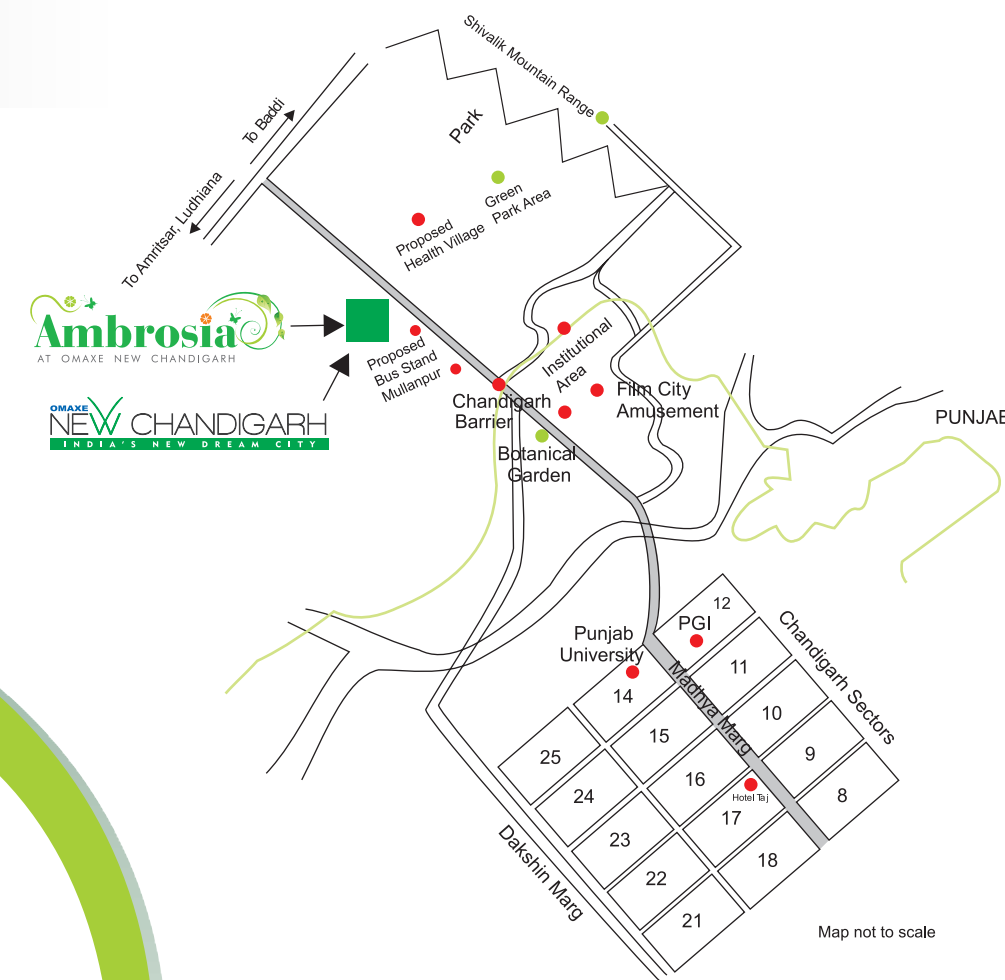 Shivalik Mountain Range
To Baddi
Park
To Amritsar, Ludhiana
Green
Park Area
Proposed
Health Village
Ambrosia
AT OMAXE NEW CHANDIGARH
Proposed
Bus Stand
Mullanpur
Institutional
Area
Film City
Amusement
Chandigarh
Barrier
OMAXE
NEW CHANDIGARH
INDIA'S NEW DREAM CITY
PUNJAB
Botanical
Garden
12
PGI
Punjab
University
Chandigarh Sectors
11
Madhya Marg
14
10
15
9
25
16
8
24
Hotel Taj
17
23
18
22
Dakshin Marg
21
Map not to scale